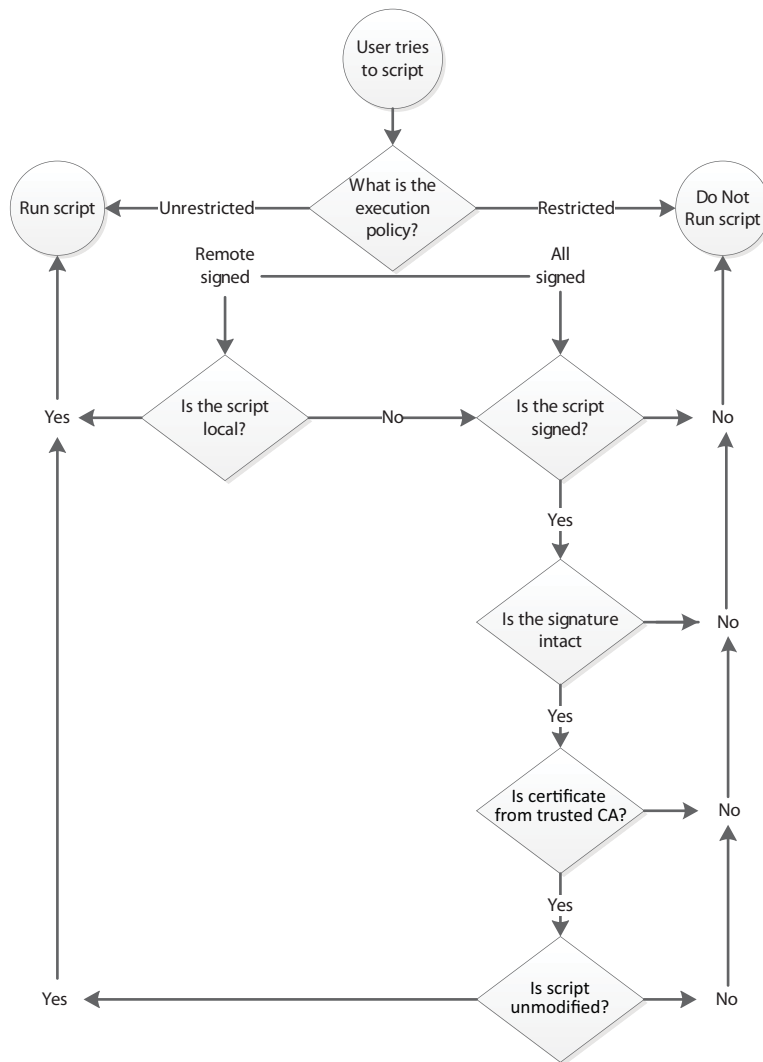 User tries
to script
What is the
execution
policy?
Run script
Unrestricted
Restricted
Do Not
Run script
Remote
signed
All
signed
Yes
Is the script
local?
No
Is the script
signed?
No
Yes
Is the signature
intact
No
Yes
Is certificate
from trusted CA?
No
Yes
Yes
Is script
unmodified?
No